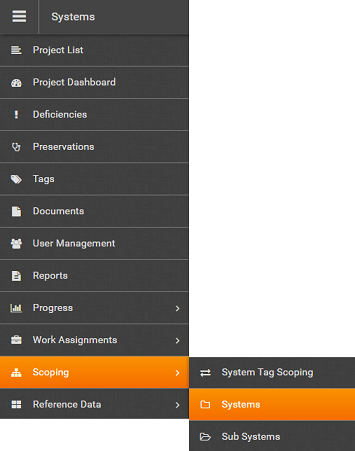 Systems
Project List
Project Dashboard
Deficiencies
Preservations
Tags
Documents
User Management
Reports
Progress
Work Assignments
Scoping
System Tag Scoping
Systems
Reference Data
Sub Systems